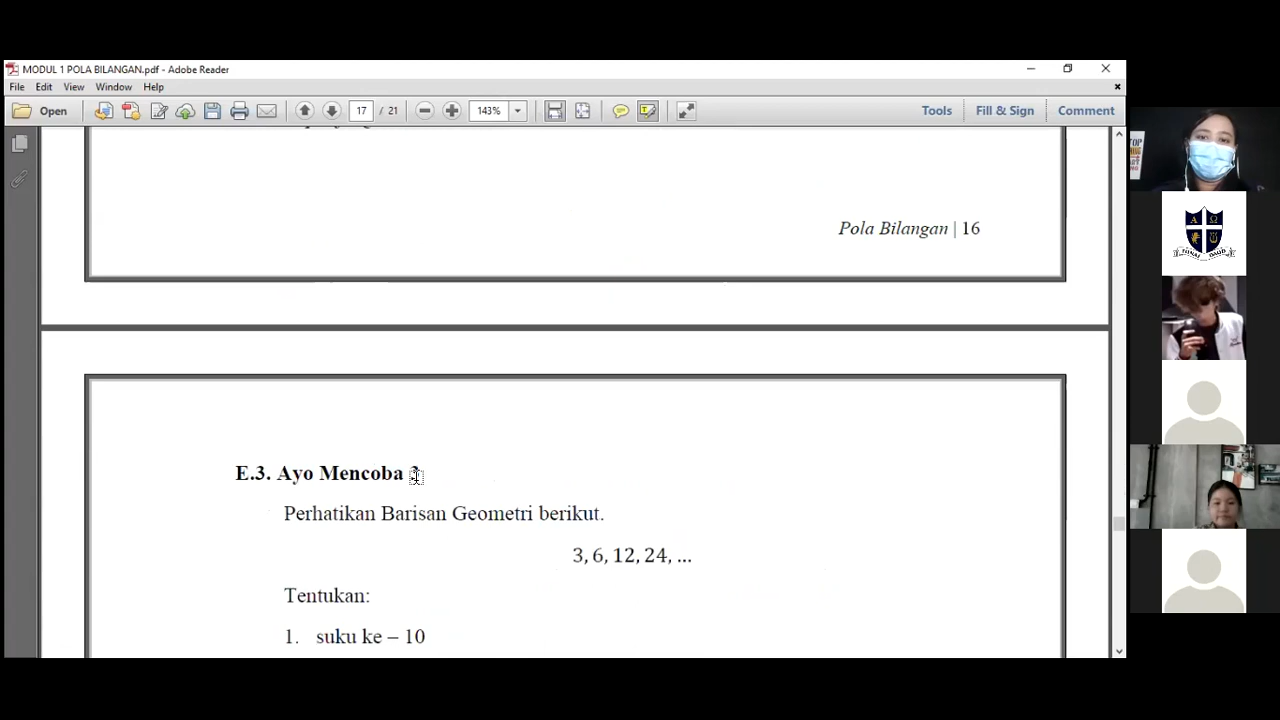 MODUL 1 POLA BILANGAN.pdf - Adobe Reader
File Edit View Window Help
Open 17 / 21 143% Tools Fill & Sign Comment
Pola Bilangan | 16
E.3. Ayo Mencoba
Perhatikan Barisan Geometri berikut.
3, 6, 12, 24, ...
Tentukan:
1. suku ke – 10
A Ω